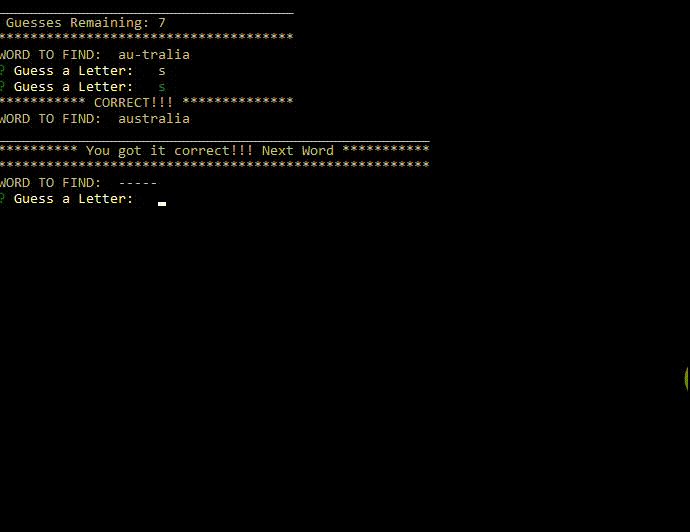 Guesses Remaining: 7
*************************************
WORD TO FIND:  au-tralia
? Guess a Letter:   s
? Guess a Letter:   s
*********** CORRECT!!! **************
WORD TO FIND:  australia
********** You got it correct!!! Next Word ***********
******************************************************
WORD TO FIND:  -----
? Guess a Letter: